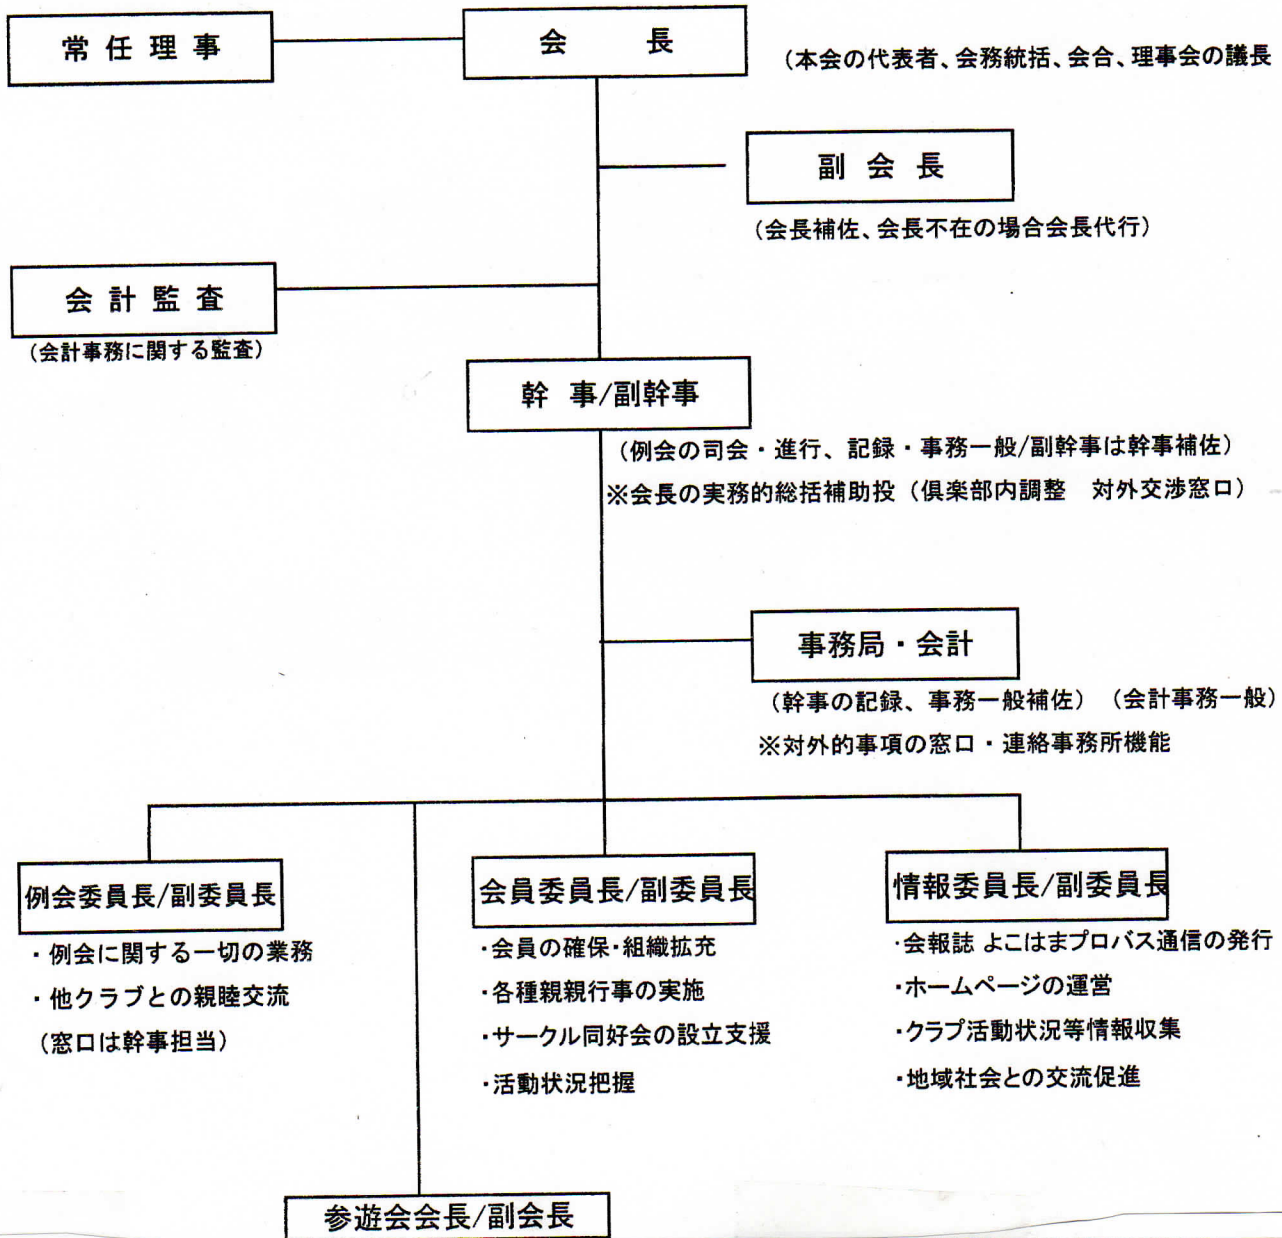 常任理事
会 長
(本会の代表者、会務統括、会合、理事会の議長
副会長
(会長補佐、会長不在の場合会長代行)
会計監査
(会計事務に関する監査)
幹 事/副幹事
(例会の司会・進行、記録・事務一般/副幹事は幹事補佐)
※会長の実務的総括補助投(倶楽部内調整 対外交渉窓口)
事務局・会計
(幹事の記録、事務一般補佐) (会計事務一般)
※対外的事項の窓口・連絡事務所機能
例会委員長/副委員長
・例会に関する一切の業務
・他クラブとの親睦交流
(窓口は幹事担当)
会員委員長/副委員長
・会員の確保・組織拡充
・各種親親行事の実施
・サークル同好会の設立支援
・活動状況把握
情報委員長/副委員長
・会報誌 よこはまプロバス通信の発行
・ホームページの運営
・クラプ活動状況等情報収集
・地域社会との交流促進
参遊会会長/副会長